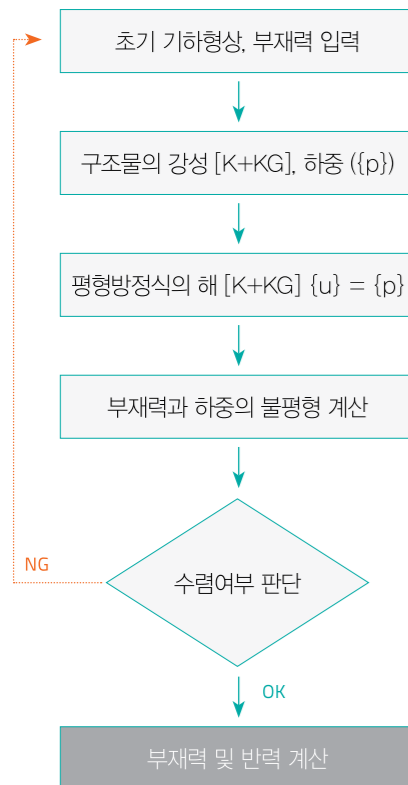 초기 기하형상, 부재력 입력
구조물의 강성 [K+KG], 하중 ({p})
평형방정식의 해 [K+KG] {u} = {p}
부재력과 하중의 불평형 계산
수렴여부 판단
NG
OK
부재력 및 반력 계산